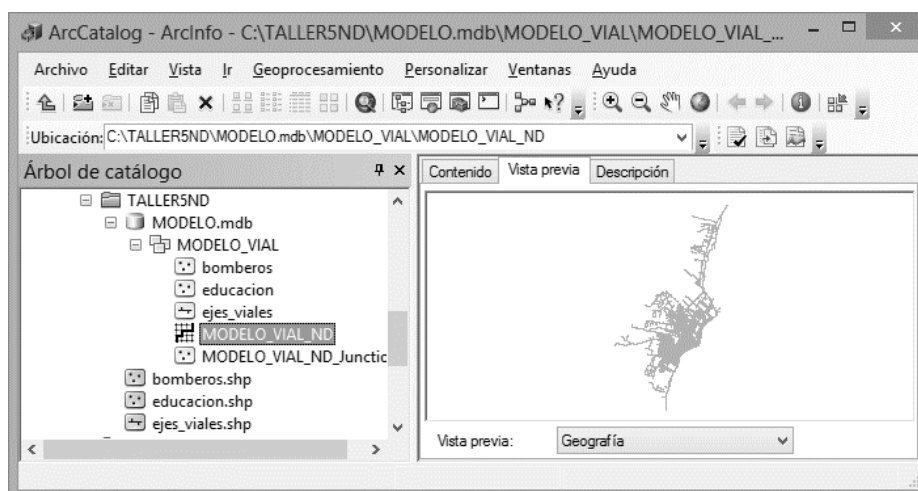 ArcCatalog - ArcInfo - C:\TALLER5ND\MODELO.mdb\MODELO_VIAL\MODELO_VIAL_...
Archivo Editar Vista Ir Geoprocesamiento Personalizar Ventanas Ayuda
Ubicación: C:\TALLER5ND\MODELO.mdb\MODELO_VIAL\MODELO_VIAL_ND
Árbol de catálogo
TALLER5ND
MODELO.mdb
MODELO_VIAL
bomberos
educacion
ejes_viales
MODELO_VIAL_ND
MODELO_VIAL_ND_Junctic
bomberos.shp
educacion.shp
ejes_viales.shp
Contenido Vista previa Descripción
Vista previa: Geografía